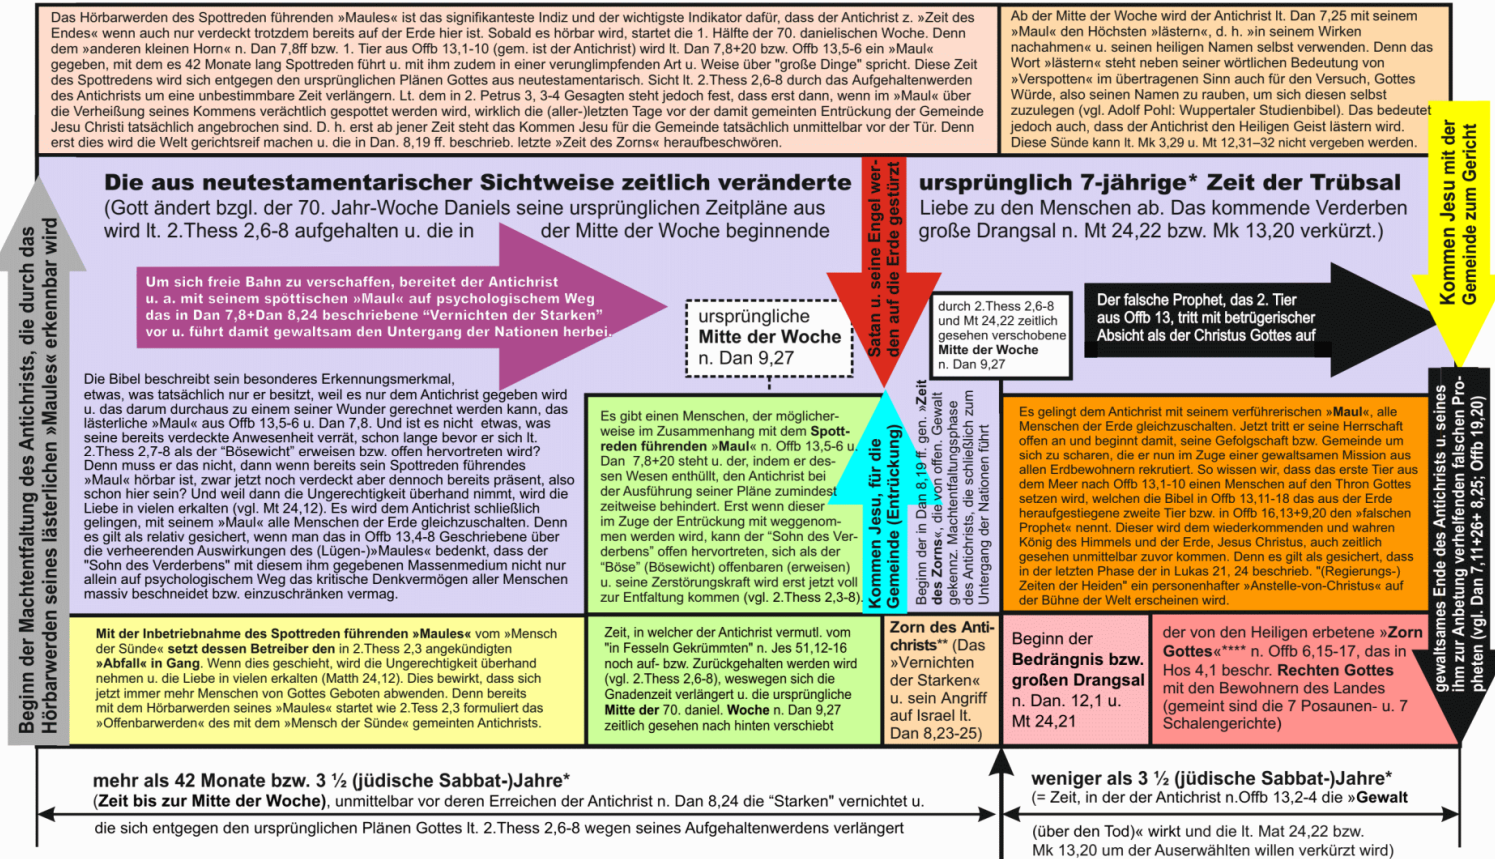 Das Hörbarwerden des Spottreden führenden »Maules« ist das signifikanteste Indiz und der wichtigste Indikator dafür, dass der Antichrist z. »Zeit des
Endes« wenn auch nur verdeckt trotzdem bereits auf der Erde hier ist. Sobald es hörbar wird, startet die 1. Hälfte der 70. danielischen Woche. Denn
dem »anderen kleinen Horn« n. Dan 7,8ff bzw. 1. Tier aus Offb 13,1-10 (gem. ist der Antichrist) wird lt. Dan 7,8+20 bzw. Offb 13,5-6 ein »Maul«
gegeben, mit dem es 42 Monate lang Spottreden führt u. mit ihm zudem in einer verunglimpfenden Art u. Weise über "große Dinge" spricht. Diese Zeit
des Spottredens wird sich entgegen den ursprünglichen Plänen Gottes aus neutestamentarisch. Sicht lt. 2.Thess 2,6-8 durch das Aufgehaltenwerden
des Antichrists um eine unbestimmbare Zeit verlängern. Lt. dem in 2. Petrus 3, 3-4 Gesagten steht jedoch fest, dass erst dann, wenn im »Maul« über
die Verheißung seines Kommens verächtlich gespottet werden wird, wirklich die (aller-)letzten Tage vor der damit gemeinten Entrückung der Gemeinde
Jesu Christi tatsächlich angebrochen sind. D. h. erst ab jener Zeit steht das Kommen Jesu für die Gemeinde tatsächlich unmittelbar vor der Tür. Denn
erst dies wird die Welt gerichtsreif machen u. die in Dan. 8,19 ff. beschrieb. letzte »Zeit des Zorns« heraufbeschwören.
Ab der Mitte der Woche wird der Antichrist lt. Dan 7,25 mit seinem
»Maul« den Höchsten »lästern«, d. h. »in seinem Wirken
nachahmen« u. seinen heiligen Namen selbst verwenden. Denn das
Wort »lästern« steht neben seiner wörtlichen Bedeutung von
»Verspotten« im übertragenen Sinn auch für den Versuch, Gottes
Würde, also seinen Namen zu rauben, um sich diesen selbst
zuzulegen (vgl. Adolf Pohl: Wuppertaler Studienbibel). Das bedeutet
jedoch auch, dass der Antichrist den Heiligen Geist lästern wird.
Diese Sünde kann lt. Mk 3,29 u. Mt 12,31–32 nicht vergeben werden.
Die aus neutestamentarischer Sichtweise zeitlich veränderte ursprünglich 7-jährige* Zeit der Trübsal
(Gott ändert bzgl. der 70. Jahr-Woche Daniels seine ursprünglichen Zeitpläne aus Liebe zu den Menschen ab. Das kommende Verderben
wird lt. 2.Thess 2,6-8 aufgehalten u. die in der Mitte der Woche beginnende große Drangsal n. Mt 24,22 bzw. Mk 13,20 verkürzt.)
Beginn der Machtentfaltung des Antichrists, die durch das
Hörbarwerden seines lästerlichen »Maules« erkennbar wird
Um sich freie Bahn zu verschaffen, bereitet der Antichrist
u. a. mit seinem spöttischen »Maul« auf psychologischem Weg
das in Dan 7,8+Dan 8,24 beschriebene “Vernichten der Starken”
vor u. führt damit gewaltsam den Untergang der Nationen herbei.
ursprüngliche
Mitte der Woche
n. Dan 9,27
Satan u. seine Engel wer-
den auf die Erde gestürzt
durch 2.Thess 2,6-8
und Mt 24,22 zeitlich
gesehen verschobene
Mitte der Woche
n. Dan 9,27
Der falsche Prophet, das 2. Tier
aus Offb 13, tritt mit betrügerischer
Absicht als der Christus Gottes auf
Kommen Jesu mit der
Gemeinde zum Gericht
Die Bibel beschreibt sein besonderes Erkennungsmerkmal,
etwas, was tatsächlich nur er besitzt, weil es nur dem Antichrist gegeben wird
u. das darum durchaus zu einem seiner Wunder gerechnet werden kann, das
lästerliche »Maul« aus Offb 13,5-6 u. Dan 7,8. Und ist es nicht etwas, was
seine bereits verdeckte Anwesenheit verrät, schon lange bevor er sich lt.
2.Thess 2,7-8 als der “Bösewicht” erweisen bzw. offen hervortreten wird?
Denn muss er das nicht, dann wenn bereits sein Spottreden führendes
»Maul« hörbar ist, zwar jetzt noch verdeckt aber dennoch bereits präsent, also
schon hier sein? Und weil dann die Ungerechtigkeit überhand nimmt, wird die
Liebe in vielen erkalten (vgl. Mt 24,12). Es wird dem Antichrist schließlich
gelingen, mit seinem »Maul« alle Menschen der Erde gleichzuschalten. Denn
es gilt als relativ gesichert, wenn man das in Offb 13,4-8 Geschriebene über
die verheerenden Auswirkungen des (Lügen-)»Maules« bedenkt, dass der
"Sohn des Verderbens" mit diesem ihm gegebenen Massenmedium nicht nur
allein auf psychologischem Weg das kritische Denkvermögen aller Menschen
massiv beschneidet bzw. einzuschränken vermag.
Es gibt einen Menschen, der möglicher-
weise im Zusammenhang mit dem Spott-
reden führenden »Maul« n. Offb 13,5-6 u.
Dan 7,8+20 steht u. der, indem er des-
sen Wesen enthüllt, den Antichrist bei
der Ausführung seiner Pläne zumindest
zeitweise behindert. Erst wenn dieser
im Zuge der Entrückung mit weggenom-
men werden wird, kann der “Sohn des Ver-
derbens” offen hervortreten, sich als der
“Böse” (Bösewicht) offenbaren (erweisen)
u. seine Zerstörungskraft wird erst jetzt voll
zur Entfaltung kommen (vgl. 2.Thess 2,3-8).
Kommen Jesu, für die
Gemeinde (Entrückung)
Beginn der in Dan 8,19 ff. gen. »Zeit
des Zorns«, die von offen. Gewalt
gekennz. Machtentfaltungsphase
des Antichrists, die schließlich zum
Untergang der Nationen führt
Es gelingt dem Antichrist mit seinem verführerischen »Maul«, alle
Menschen der Erde gleichzuschalten. Jetzt tritt er seine Herrschaft
offen an und beginnt damit, seine Gefolgschaft bzw. Gemeinde um
sich zu scharen, die er nun im Zuge einer gewaltsamen Mission aus
allen Erdbewohnern rekrutiert. So wissen wir, dass das erste Tier aus
dem Meer nach Offb 13,1-10 einen Menschen auf den Thron Gottes
setzen wird, welchen die Bibel in Offb 13,11-18 das aus der Erde
heraufgestiegene zweite Tier bzw. in Offb 16,13+9,20 den »falschen
Prophet« nennt. Dieser wird dem wiederkommenden und wahren
König des Himmels und der Erde, Jesus Christus, auch zeitlich
gesehen unmittelbar zuvor kommen. Denn es gilt als gesichert, dass
in der letzten Phase der in Lukas 21, 24 beschrieb. "(Regierungs-)
Zeiten der Heiden" ein personenhafter »Anstelle-von-Christus« auf
der Bühne der Welt erscheinen wird.
gewaltsames Ende des Antichrists u. seines
ihm zur Anbetung verhelfenden falschen Pro-
pheten (vgl. Dan 7,11+26+ 8,25; Offb 19,20)
Mit der Inbetriebnahme des Spottreden führenden »Maules« vom »Mensch
der Sünde« setzt dessen Betreiber den in 2.Thess 2,3 angekündigten
»Abfall« in Gang. Wenn dies geschieht, wird die Ungerechtigkeit überhand
nehmen u. die Liebe in vielen erkalten (Matth 24,12). Dies bewirkt, dass sich
jetzt immer mehr Menschen von Gottes Geboten abwenden. Denn bereits
mit dem Hörbarwerden seines »Maules« startet wie 2.Tess 2,3 formuliert das
»Offenbarwerden« des mit dem »Mensch der Sünde« gemeinten Antichrists.
Zeit, in welcher der Antichrist vermutl. vom
"in Fesseln Gekrümmten" n. Jes 51,12-16
noch auf- bzw. Zurückgehalten werden wird
(vgl. 2.Thess 2,6-8), weswegen sich die
Gnadenzeit verlängert u. die ursprüngliche
Mitte der 70. daniel. Woche n. Dan 9,27
zeitlich gesehen nach hinten verschiebt
Zorn des Anti-
christs** (Das
»Vernichten
der Starken«
u. sein Angriff
auf Israel lt.
Dan 8,23-25)
Beginn der
Bedrängnis bzw.
großen Drangsal
n. Dan. 12,1 u.
Mt 24,21
der von den Heiligen erbetene »Zorn
Gottes«**** n. Offb 6,15-17, das in
Hos 4,1 beschr. Rechten Gottes
mit den Bewohnern des Landes
(gemeint sind die 7 Posaunen- u. 7
Schalengerichte)
mehr als 42 Monate bzw. 3 ½ (jüdische Sabbat-)Jahre*
(Zeit bis zur Mitte der Woche), unmittelbar vor deren Erreichen der Antichrist n. Dan 8,24 die “Starken” vernichtet u.
die sich entgegen den ursprünglichen Plänen Gottes lt. 2.Thess 2,6-8 wegen seines Aufgehaltenwerdens verlängert
weniger als 3 ½ (jüdische Sabbat-)Jahre*
(= Zeit, in der der Antichrist n.Offb 13,2-4 die »Gewalt
(über den Tod)« wirkt und die lt. Mat 24,22 bzw.
Mk 13,20 um der Auserwählten willen verkürzt wird)